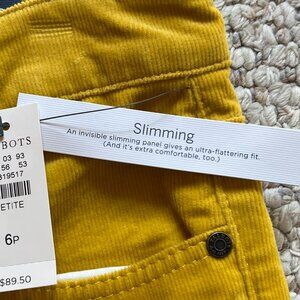 Slimming
An invisible slimming panel gives an ultra-flattering fit.
(And it's extra comfortable, too.)
BOTS
03 93
56 53
319517
ETITE
6P
$89.50